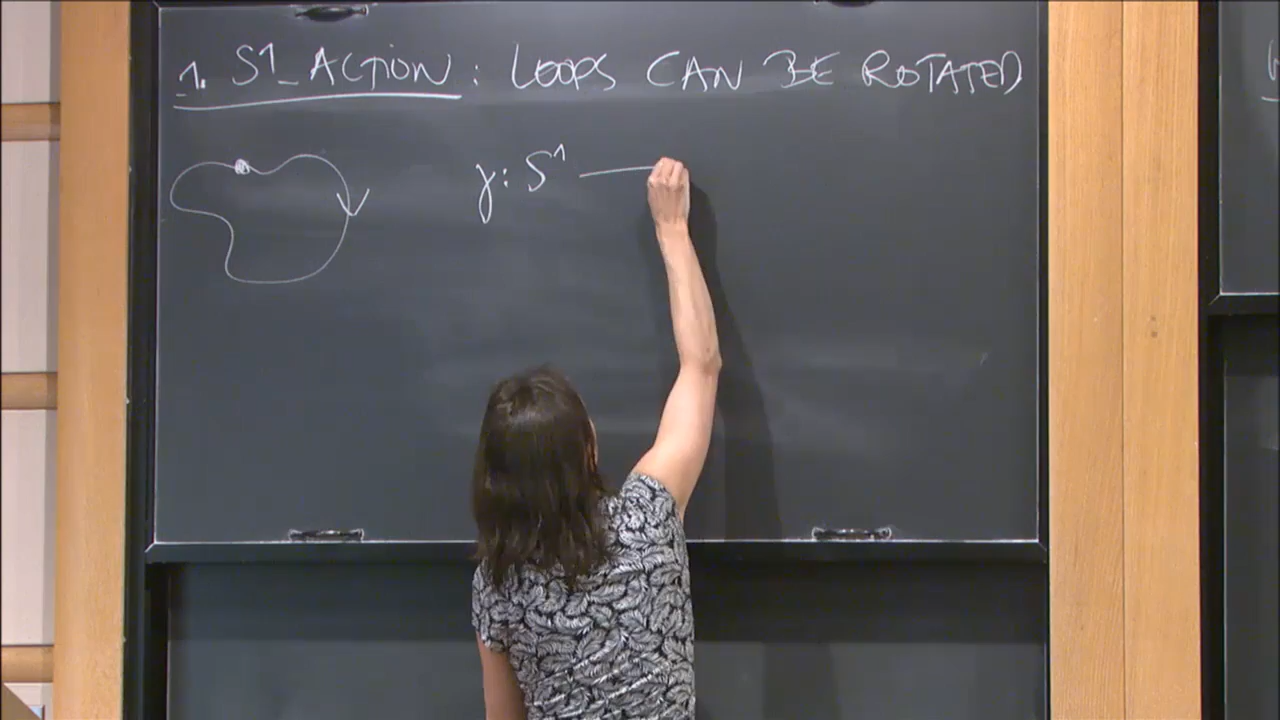 1. S¹-ACTION: LOOPS CAN BE ROTATED
γ: S¹ —